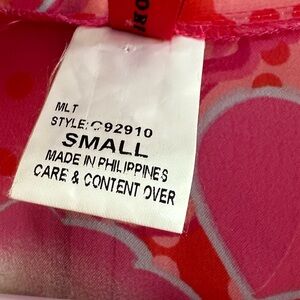 MLT
STYLE: C92910
SMALL
MADE IN PHILIPPINES
CARE & CONTENT OVER